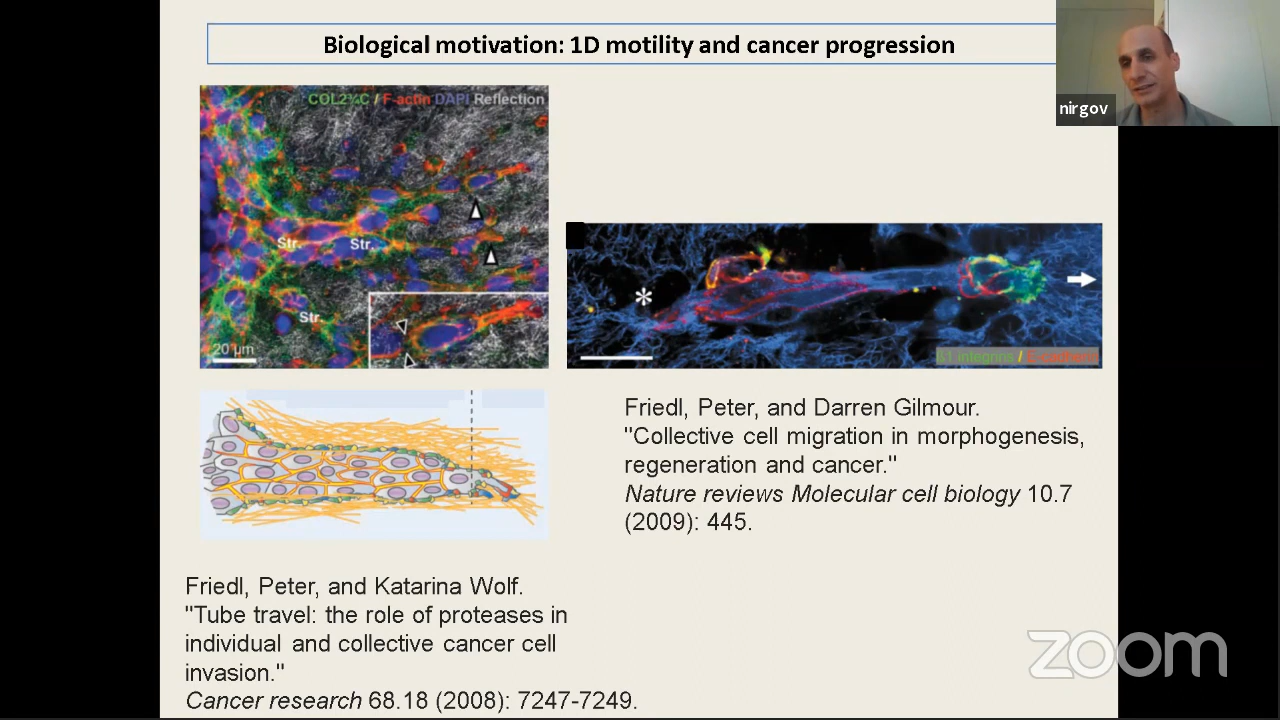 Biological motivation: 1D motility and cancer progression
nirgov
COL2¾C / F-actin DAPI Reflection
Str.
Str.
Str.
20 µm
*
ß1 integrin / E-cadherin
Friedl, Peter, and Darren Gilmour.
"Collective cell migration in morphogenesis,
regeneration and cancer."
Nature reviews Molecular cell biology 10.7
(2009): 445.
Friedl, Peter, and Katarina Wolf.
"Tube travel: the role of proteases in
individual and collective cancer cell
invasion."
Cancer research 68.18 (2008): 7247-7249.
zoom